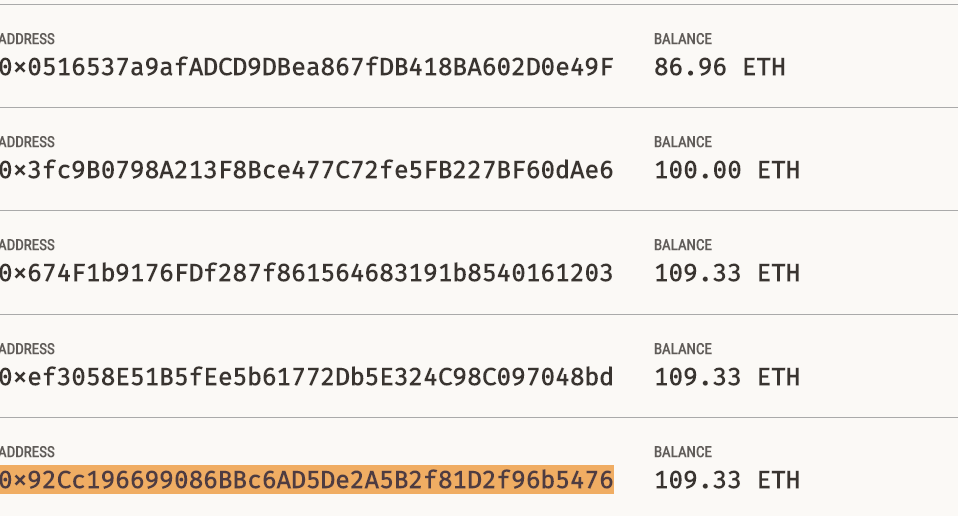 ADDRESS BALANCE
0×0516537a9afADCD9DBea867fDB418BA602D0e49F 86.96 ETH
ADDRESS BALANCE
0×3fc9B0798A213F8Bce477C72fe5FB227BF60dAe6 100.00 ETH
ADDRESS BALANCE
0×674F1b9176FDf287f861564683191b8540161203 109.33 ETH
ADDRESS BALANCE
0×ef3058E51B5fEe5b61772Db5E324C98C097048bd 109.33 ETH
ADDRESS BALANCE
0×92Cc196699086BBc6AD5De2A5B2f81D2f96b5476 109.33 ETH